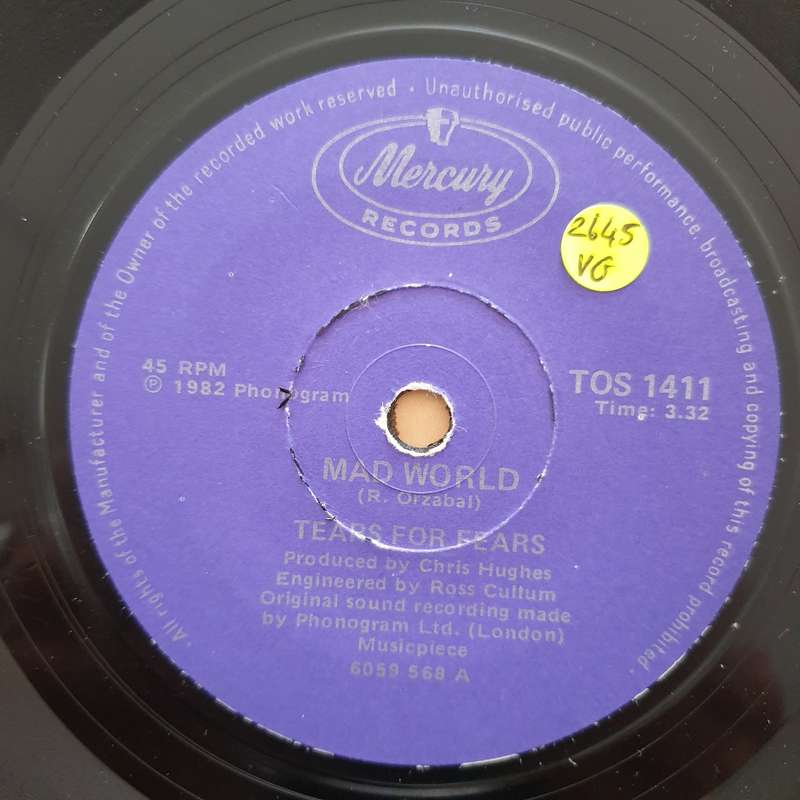 · All rights of the Manufacturer and of the Owner of the recorded work reserved · Unauthorised public performance, broadcasting and copying of this record prohibited ·
Mercury
RECORDS
2645
VG
45 RPM
℗ 1982 Phonogram
TOS 1411
Time: 3.32
MAD WORLD
(R. Orzabal)
TEARS FOR FEARS
Produced by Chris Hughes
Engineered by Ross Cullum
Original sound recording made
by Phonogram Ltd. (London)
Musicpiece
6059 568 A